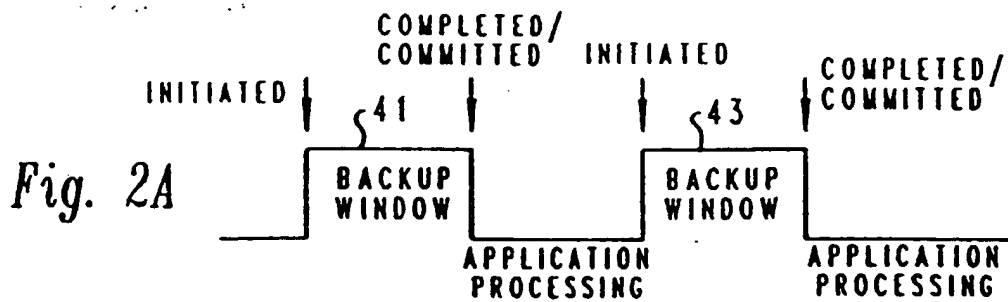 COMPLETED/
COMMITTED
INITIATED
INITIATED
COMPLETED/
COMMITTED
41
43
Fig. 2A
BACKUP
WINDOW
BACKUP
WINDOW
APPLICATION
PROCESSING
APPLICATION
PROCESSING